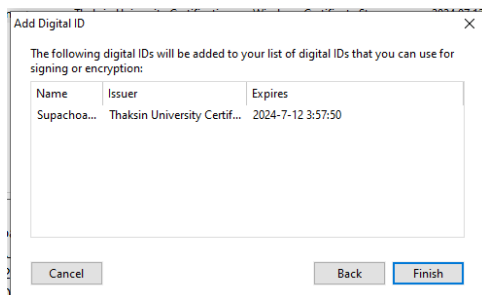 Add Digital ID
The following digital IDs will be added to your list of digital IDs that you can use for
signing or encryption:
Name Issuer Expires
Supachoa... Thaksin University Certif... 2024-7-12 3:57:50
Cancel Back Finish